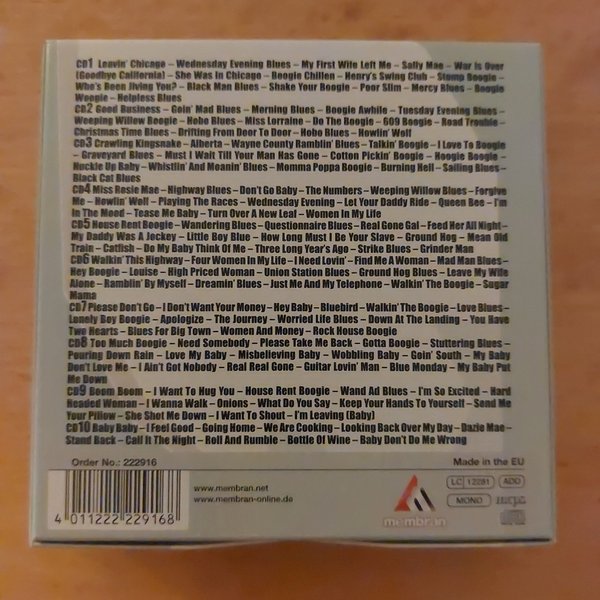 CD1 Leavin' Chicago – Wednesday Evening Blues – My First Wife Left Me – Sally Mae – War Is Over
(Goodbye California) – She Was In Chicago – Boogie Chillen – Henry's Swing Club – Stomp Boogie –
Who's Been Jiving You? – Black Man Blues – Shake Your Boogie – Poor Slim – Mercy Blues – Boogie
Woogie – Helpless Blues
CD2 Good Business – Goin' Mad Blues – Morning Blues – Boogie Awhile – Tuesday Evening Blues –
Weeping Willow Boogie – Hobo Blues – Miss Lorraine – Do The Boogie – 609 Boogie – Road Trouble –
Christmas Time Blues – Drifting From Door To Door – Hobo Blues – Howlin' Wolf
CD3 Crawling Kingsnake – Alberta – Wayne County Ramblin' Blues – Talkin' Boogie – I Love To Boogie
– Graveyard Blues – Must I Wait Till Your Man Has Gone – Cotton Pickin' Boogie – Hoogie Boogie –
Huckle Up Baby – Whistlin' And Moanin' Blues – Momma Poppa Boogie – Burning Hell – Sailing Blues –
Black Cat Blues
CD4 Miss Rosie Mae – Highway Blues – Don't Go Baby – The Numbers – Weeping Willow Blues – Forgive
Me – Howlin' Wolf – Playing The Races – Wednesday Evening – Let Your Daddy Ride – Queen Bee – I'm
In The Mood – Tease Me Baby – Turn Over A New Leaf – Women In My Life
CD5 House Rent Boogie – Wandering Blues – Questionnaire Blues – Real Gone Gal – Feed Her All Night –
My Daddy Was A Jockey – Little Boy Blue – How Long Must I Be Your Slave – Ground Hog – Mean Old
Train – Catfish – Do My Baby Think Of Me – Three Long Year's Ago – Strike Blues – Grinder Man
CD6 Walkin' This Highway – Four Women In My Life – I Need Lovin' – Find Me A Woman – Mad Man Blues –
Hey Boogie – Louise – High Priced Woman – Union Station Blues – Ground Hog Blues – Leave My Wife
Alone – Ramblin' By Myself – Dreamin' Blues – Just Me And My Telephone – Walkin' The Boogie – Sugar
Mama
CD7 Please Don't Go – I Don't Want Your Money – Hey Baby – Bluebird – Walkin' The Boogie – Love Blues –
Lonely Boy Boogie – Apologize – The Journey – Worried Life Blues – Down At The Landing – You Have
Two Hearts – Blues For Big Town – Women And Money – Rock House Boogie
CD8 Too Much Boogie – Need Somebody – Please Take Me Back – Gotta Boogie – Stuttering Blues –
Pouring Down Rain – Love My Baby – Misbelieving Baby – Wobbling Baby – Goin' South – My Baby
Don't Love Me – I Ain't Got Nobody – Real Real Gone – Guitar Lovin' Man – Blue Monday – My Baby Put
Me Down
CD9 Boom Boom – I Want To Hug You – House Rent Boogie – Wand Ad Blues – I'm So Excited – Hard
Headed Woman – I Wanna Walk – Onions – What Do You Say – Keep Your Hands To Yourself – Send Me
Your Pillow – She Shot Me Down – I Want To Shout – I'm Leaving (Baby)
CD10 Baby Baby – I Feel Good – Going Home – We Are Cooking – Looking Back Over My Day – Dazie Mae –
Stand Back – Call It The Night – Roll And Rumble – Bottle Of Wine – Baby Don't Do Me Wrong
Order No.: 222916
Made in the EU
www.membran.net
www.membran-online.de
membran
LC 12281 ADD
MONO mcps
4 011222 229168